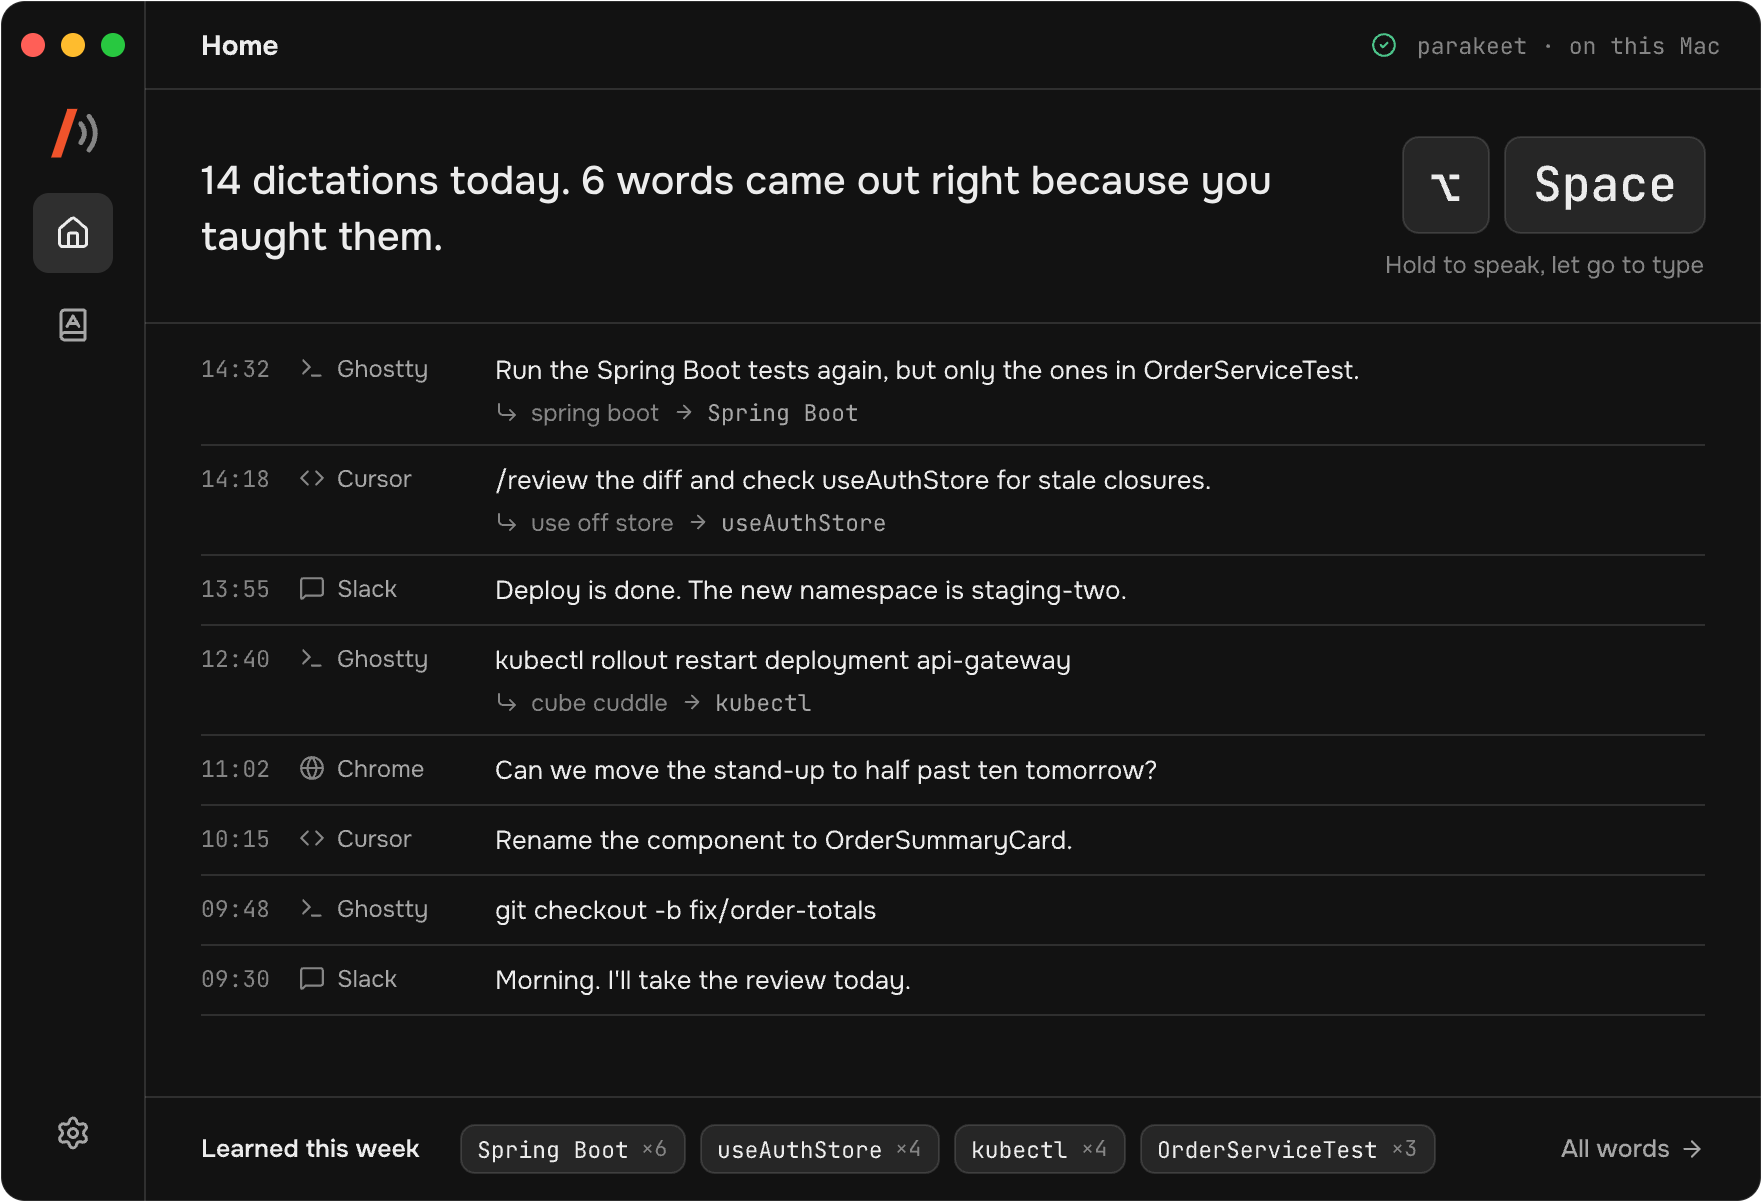 Home
parakeet · on this Mac
14 dictations today. 6 words came out right because you
taught them.
⌥ Space
Hold to speak, let go to type
14:32 Ghostty Run the Spring Boot tests again, but only the ones in OrderServiceTest.
↳ spring boot → Spring Boot
14:18 Cursor /review the diff and check useAuthStore for stale closures.
↳ use off store → useAuthStore
13:55 Slack Deploy is done. The new namespace is staging-two.
12:40 Ghostty kubectl rollout restart deployment api-gateway
↳ cube cuddle → kubectl
11:02 Chrome Can we move the stand-up to half past ten tomorrow?
10:15 Cursor Rename the component to OrderSummaryCard.
09:48 Ghostty git checkout -b fix/order-totals
09:30 Slack Morning. I'll take the review today.
Learned this week Spring Boot ×6 useAuthStore ×4 kubectl ×4 OrderServiceTest ×3 All words →